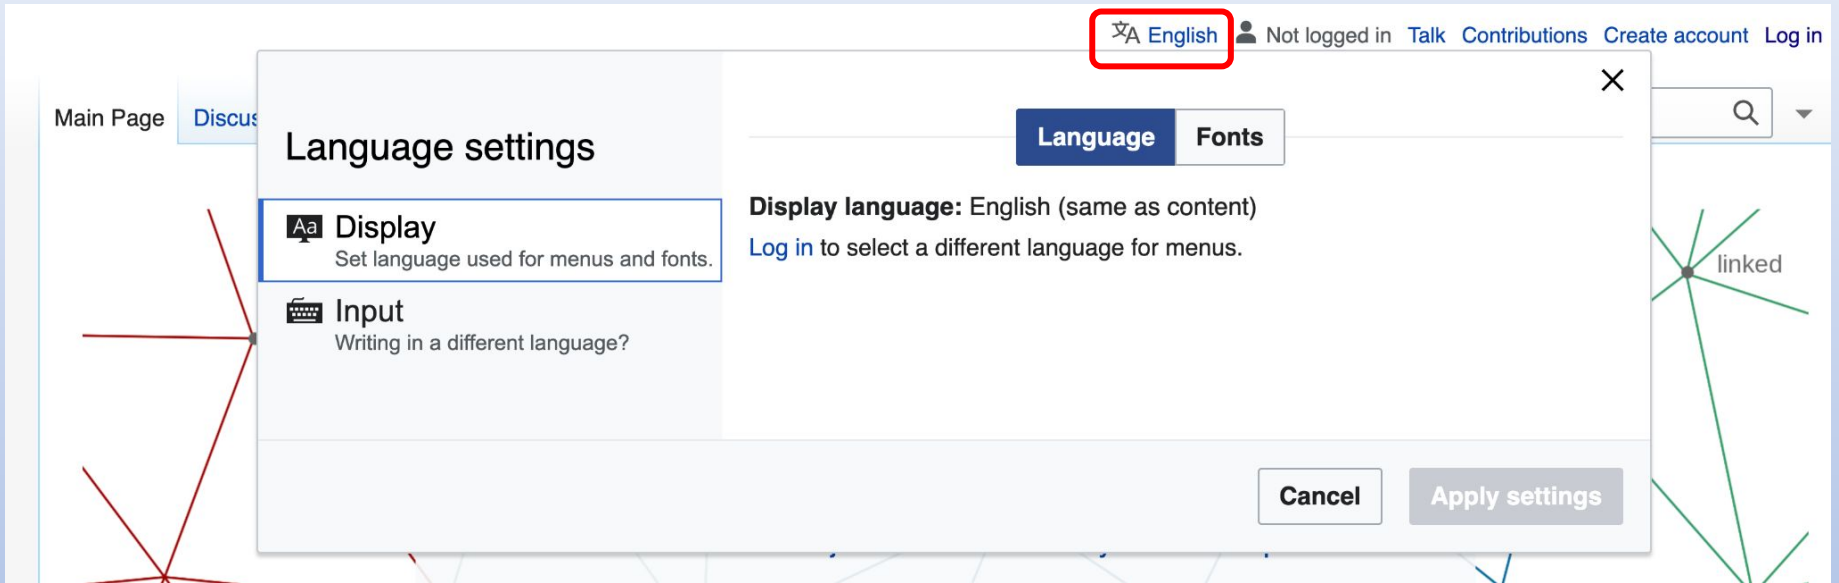 English Not logged in Talk Contributions Create account Log in
Main Page Discus
Language settings
Language Fonts
Display
Set language used for menus and fonts.
Input
Writing in a different language?
Display language: English (same as content)
Log in to select a different language for menus.
linked
Cancel Apply settings